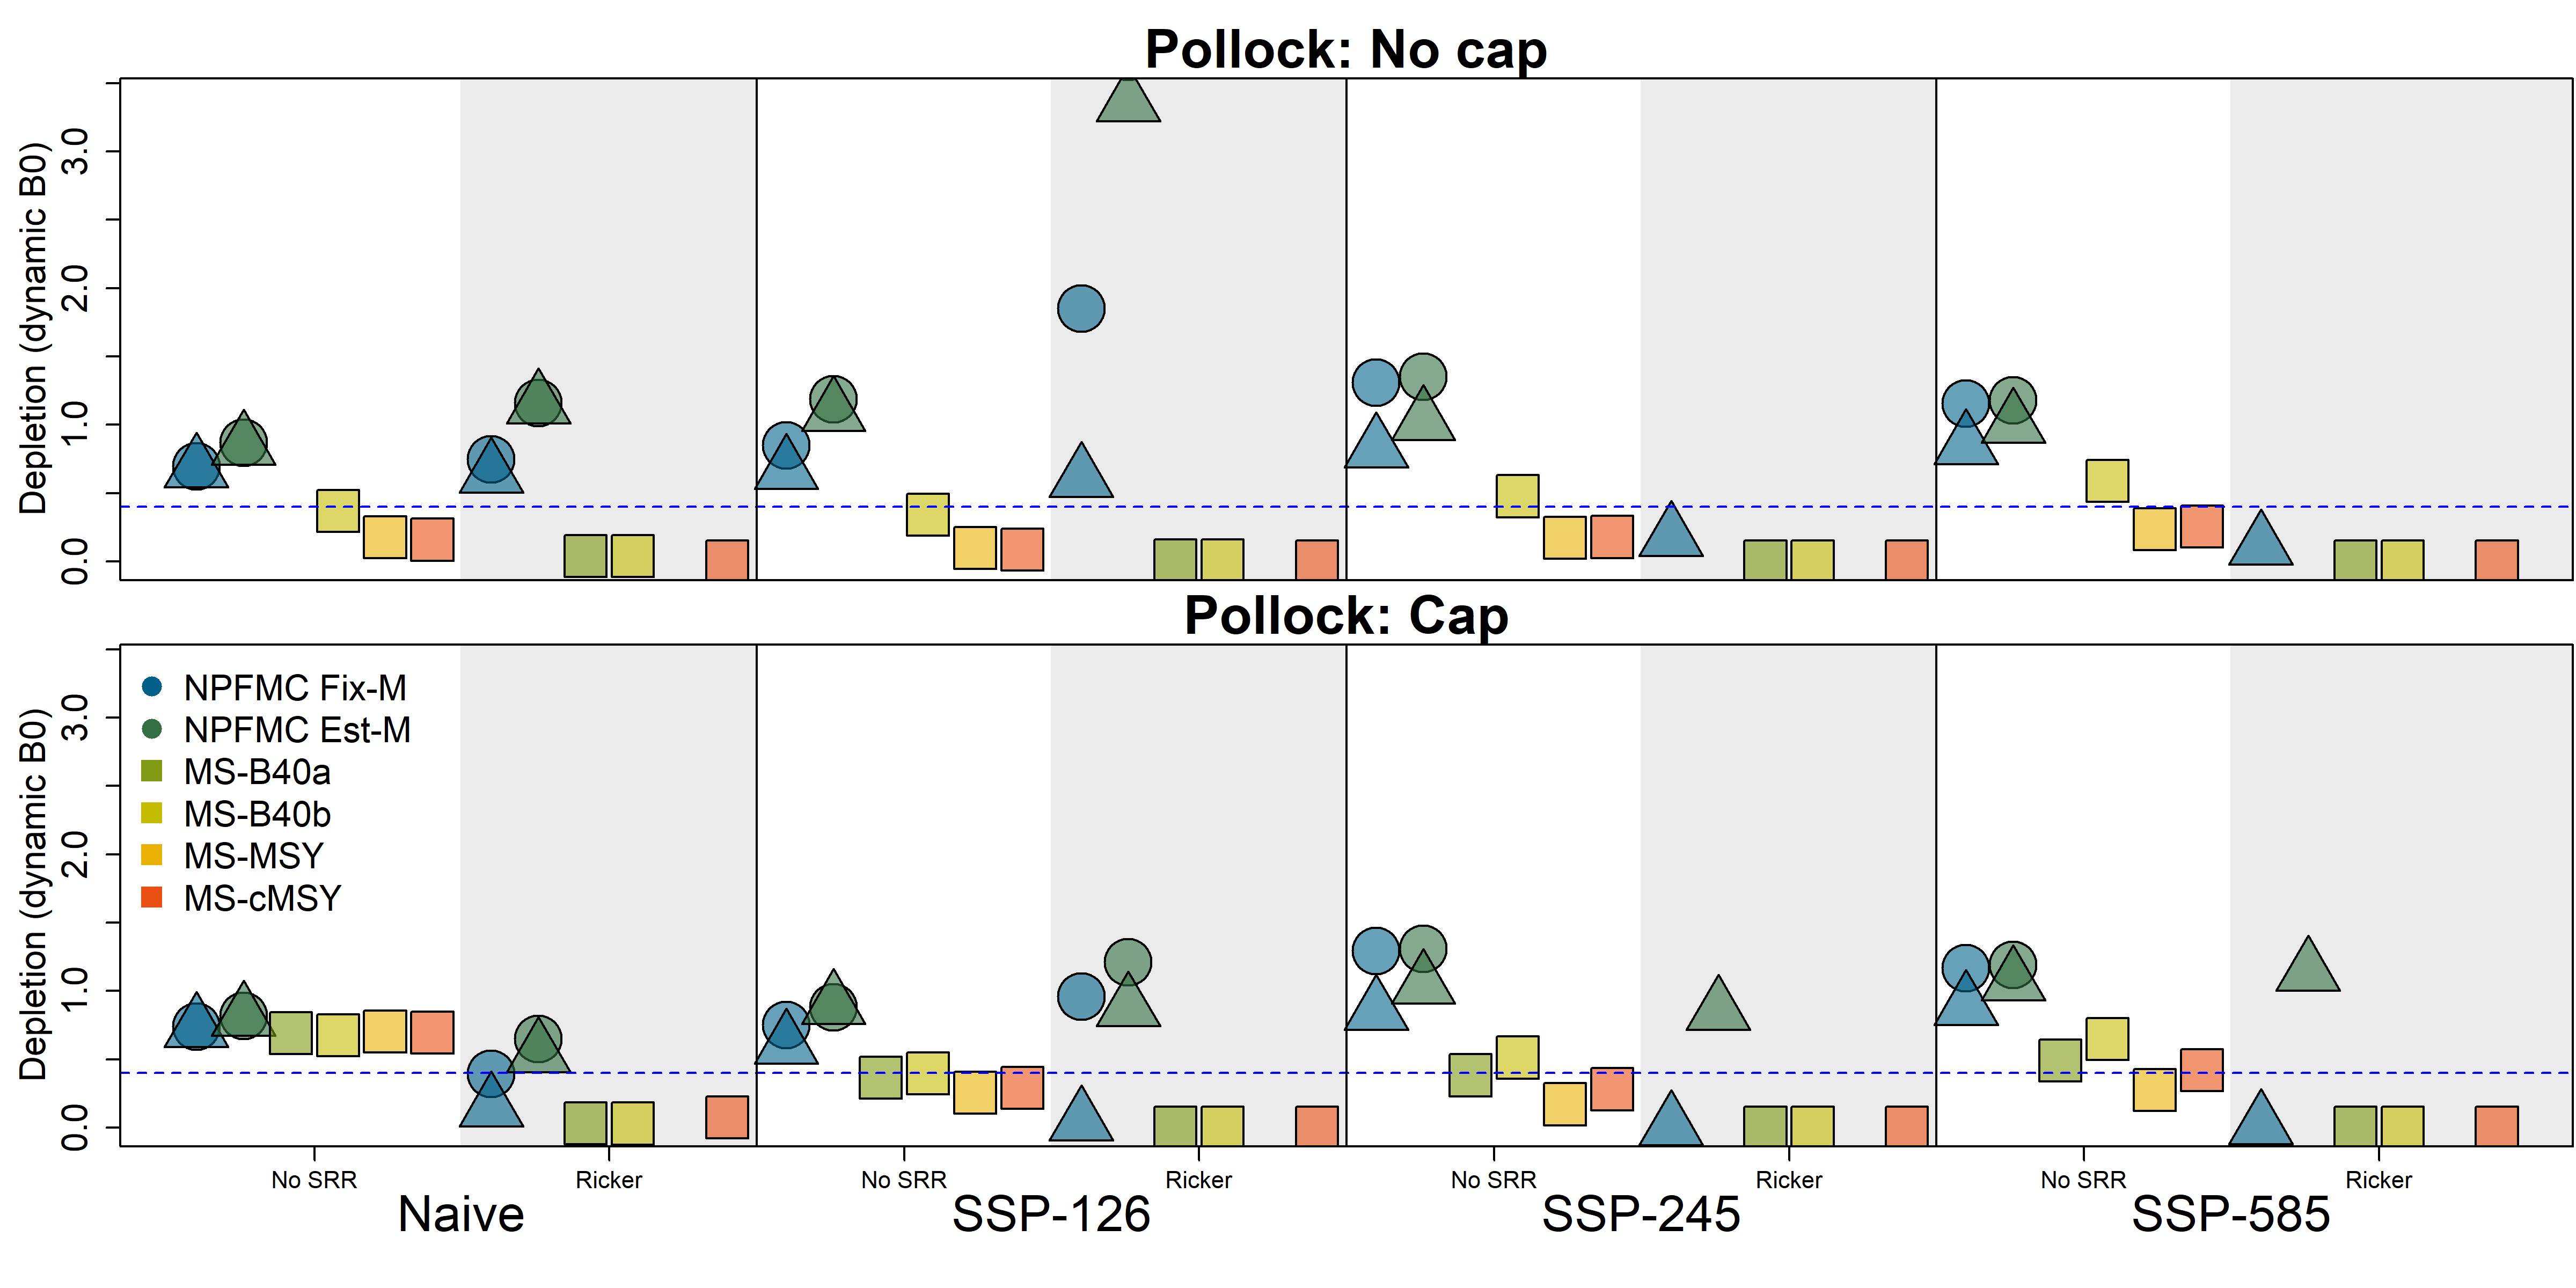 Pollock: No cap
Depletion (dynamic B0)
3.0
2.0
1.0
0.0
Pollock: Cap
Depletion (dynamic B0)
3.0
2.0
1.0
0.0
NPFMC Fix-M
NPFMC Est-M
MS-B40a
MS-B40b
MS-MSY
MS-cMSY
No SRR Ricker No SRR Ricker No SRR Ricker No SRR Ricker
Naive SSP-126 SSP-245 SSP-585